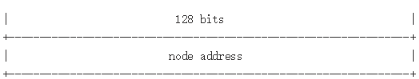 128 bits
node address